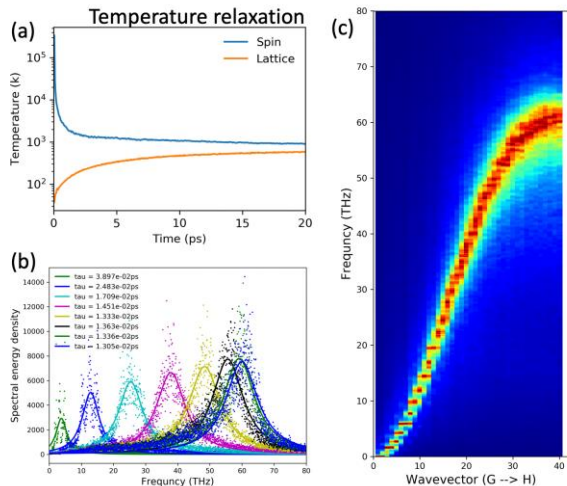 (a)
Temperature relaxation
Spin
Lattice
Temperature (k)
10^5
10^4
10^3
10^2
0
5
10
15
20
Time (ps)
(b)
tau = 3.897e-02ps
tau = 2.483e-02ps
tau = 1.709e-02ps
tau = 1.451e-02ps
tau = 1.333e-02ps
tau = 1.363e-02ps
tau = 1.336e-02ps
tau = 1.305e-02ps
Spectral energy density
14000
12000
10000
8000
6000
4000
2000
0
0 10 20 30 40 50 60 70 80
Frequncy (THz)
(c)
Frequncy (THz)
80
70
60
50
40
30
20
10
0
0 10 20 30 40
Wavevector (G --> H)